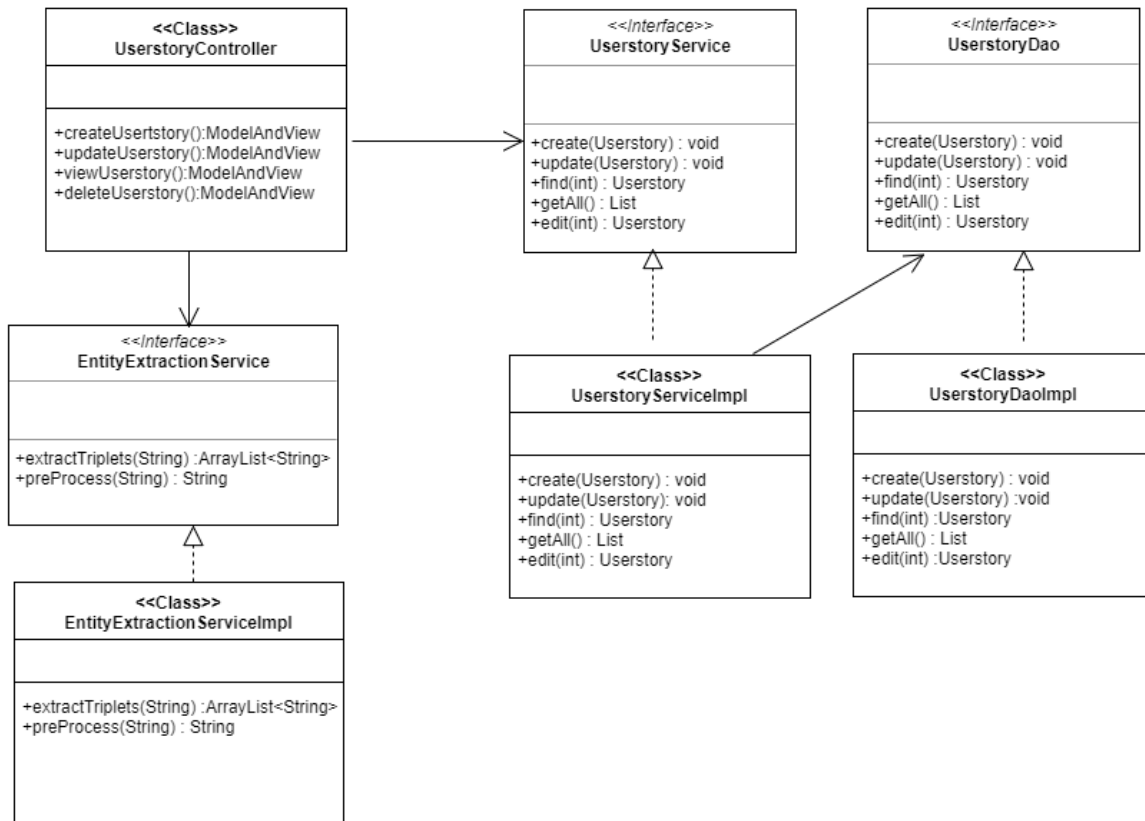 <<Class>>
UserstoryController
+createUsertstory():ModelAndView
+updateUserstory():ModelAndView
+viewUserstory():ModelAndView
+deleteUserstory():ModelAndView
<<Interface>>
UserstoryService
+create(Userstory) : void
+update(Userstory) : void
+find(int) : Userstory
+getAll() : List
+edit(int) : Userstory
<<Interface>>
UserstoryDao
+create(Userstory) : void
+update(Userstory) : void
+find(int) : Userstory
+getAll() : List
+edit(int) : Userstory
<<Interface>>
EntityExtractionService
+extractTriplets(String) :ArrayList<String>
+preProcess(String) : String
<<Class>>
UserstoryServiceImpl
+create(Userstory) : void
+update(Userstory): void
+find(int) : Userstory
+getAll() : List
+edit(int) : Userstory
<<Class>>
UserstoryDaoImpl
+create(Userstory) : void
+update(Userstory) :void
+find(int) :Userstory
+getAll() : List
+edit(int) :Userstory
<<Class>>
EntityExtractionServiceImpl
+extractTriplets(String) :ArrayList<String>
+preProcess(String) : String